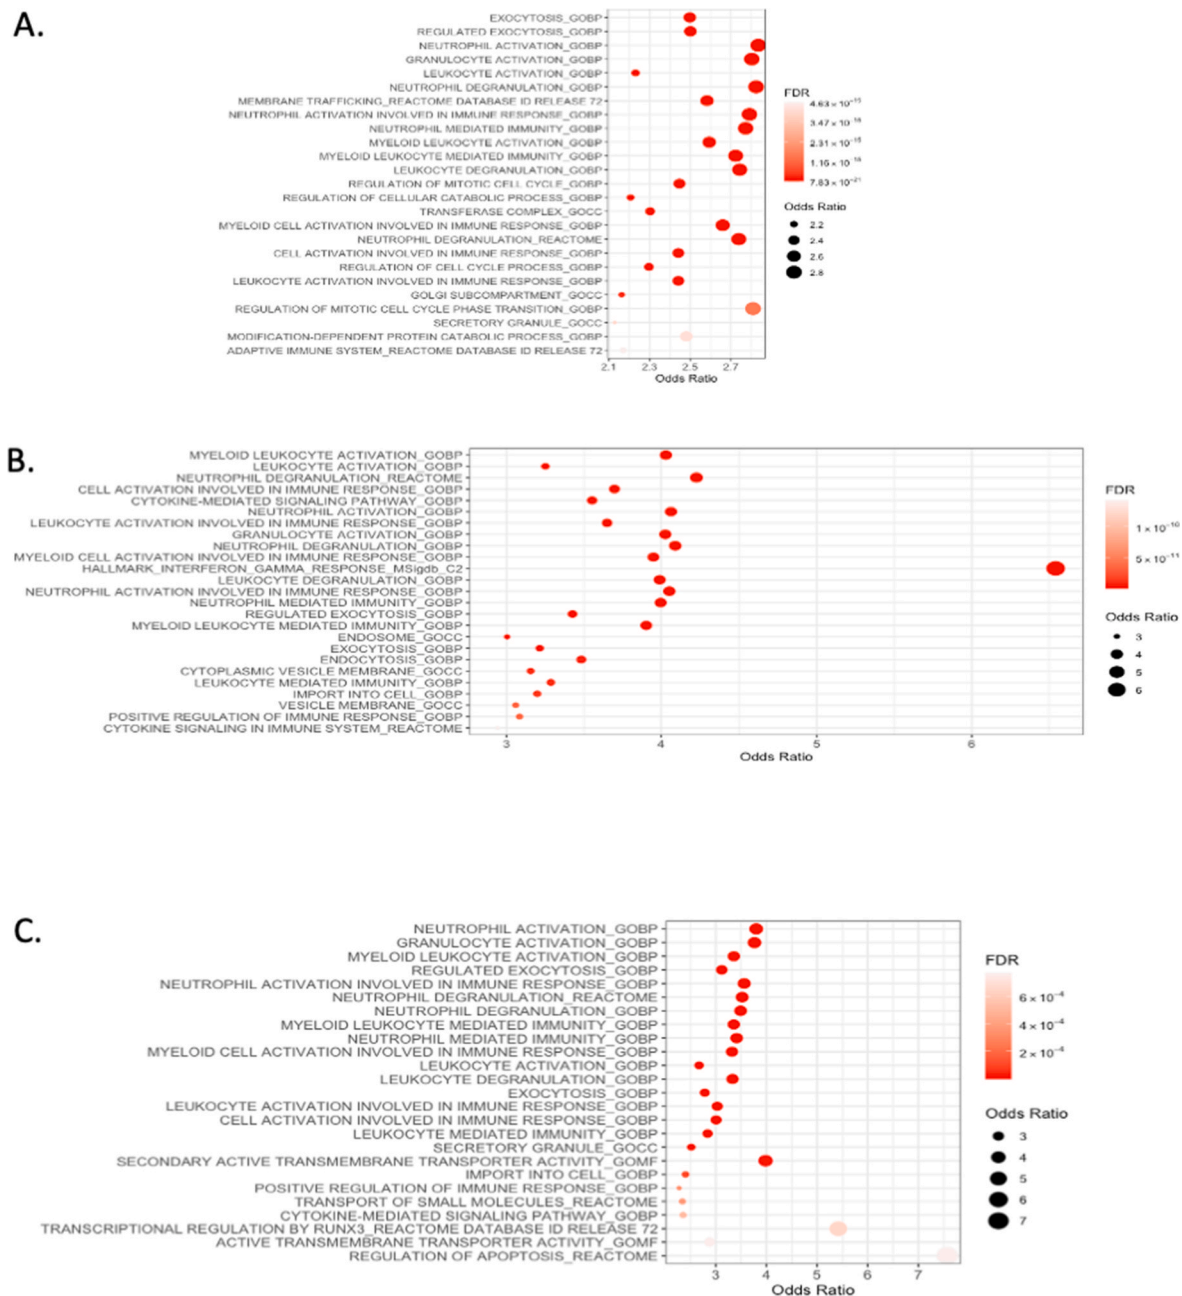 A.
EXOCYTOSIS_GOBP
REGULATED EXOCYTOSIS_GOBP
NEUTROPHIL ACTIVATION_GOBP
GRANULOCYTE ACTIVATION_GOBP
LEUKOCYTE ACTIVATION_GOBP
NEUTROPHIL DEGRANULATION_GOBP
MEMBRANE TRAFFICKING_REACTOME DATABASE ID RELEASE 72
NEUTROPHIL ACTIVATION INVOLVED IN IMMUNE RESPONSE_GOBP
NEUTROPHIL MEDIATED IMMUNITY_GOBP
MYELOID LEUKOCYTE ACTIVATION_GOBP
MYELOID LEUKOCYTE MEDIATED IMMUNITY_GOBP
LEUKOCYTE DEGRANULATION_GOBP
REGULATION OF MITOTIC CELL CYCLE_GOBP
REGULATION OF CELLULAR CATABOLIC PROCESS_GOBP
TRANSFERASE COMPLEX_GOCC
MYELOID CELL ACTIVATION INVOLVED IN IMMUNE RESPONSE_GOBP
NEUTROPHIL DEGRANULATION_REACTOME
CELL ACTIVATION INVOLVED IN IMMUNE RESPONSE_GOBP
REGULATION OF CELL CYCLE PROCESS_GOBP
LEUKOCYTE ACTIVATION INVOLVED IN IMMUNE RESPONSE_GOBP
GOLGI SUBCOMPARTMENT_GOCC
REGULATION OF MITOTIC CELL CYCLE PHASE TRANSITION_GOBP
SECRETORY GRANULE_GOCC
MODIFICATION-DEPENDENT PROTEIN CATABOLIC PROCESS_GOBP
ADAPTIVE IMMUNE SYSTEM_REACTOME DATABASE ID RELEASE 72
2.1 2.3 2.5 2.7
Odds Ratio
FDR
Odds Ratio
2.2
2.4
2.6
2.8
B.
MYELOID LEUKOCYTE ACTIVATION_GOBP
LEUKOCYTE ACTIVATION_GOBP
NEUTROPHIL DEGRANULATION_REACTOME
CELL ACTIVATION INVOLVED IN IMMUNE RESPONSE_GOBP
CYTOKINE-MEDIATED SIGNALING PATHWAY_GOBP
NEUTROPHIL ACTIVATION_GOBP
LEUKOCYTE ACTIVATION INVOLVED IN IMMUNE RESPONSE_GOBP
GRANULOCYTE ACTIVATION_GOBP
NEUTROPHIL DEGRANULATION_GOBP
MYELOID CELL ACTIVATION INVOLVED IN IMMUNE RESPONSE_GOBP
HALLMARK_INTERFERON_GAMMA_RESPONSE_MSigdb_C2
LEUKOCYTE DEGRANULATION_GOBP
NEUTROPHIL ACTIVATION INVOLVED IN IMMUNE RESPONSE_GOBP
NEUTROPHIL MEDIATED IMMUNITY_GOBP
REGULATED EXOCYTOSIS_GOBP
MYELOID LEUKOCYTE MEDIATED IMMUNITY_GOBP
ENDOSOME_GOCC
EXOCYTOSIS_GOBP
ENDOCYTOSIS_GOBP
CYTOPLASMIC VESICLE MEMBRANE_GOCC
LEUKOCYTE MEDIATED IMMUNITY_GOBP
IMPORT INTO CELL_GOBP
VESICLE MEMBRANE_GOCC
POSITIVE REGULATION OF IMMUNE RESPONSE_GOBP
CYTOKINE SIGNALING IN IMMUNE SYSTEM_REACTOME
3 4 5 6
Odds Ratio
FDR
1 × 10⁻¹⁰
5 × 10⁻¹¹
Odds Ratio
3
4
5
6
C.
NEUTROPHIL ACTIVATION_GOBP
GRANULOCYTE ACTIVATION_GOBP
MYELOID LEUKOCYTE ACTIVATION_GOBP
REGULATED EXOCYTOSIS_GOBP
NEUTROPHIL ACTIVATION INVOLVED IN IMMUNE RESPONSE_GOBP
NEUTROPHIL DEGRANULATION_REACTOME
NEUTROPHIL DEGRANULATION_GOBP
MYELOID LEUKOCYTE MEDIATED IMMUNITY_GOBP
NEUTROPHIL MEDIATED IMMUNITY_GOBP
MYELOID CELL ACTIVATION INVOLVED IN IMMUNE RESPONSE_GOBP
LEUKOCYTE ACTIVATION_GOBP
LEUKOCYTE DEGRANULATION_GOBP
EXOCYTOSIS_GOBP
LEUKOCYTE ACTIVATION INVOLVED IN IMMUNE RESPONSE_GOBP
CELL ACTIVATION INVOLVED IN IMMUNE RESPONSE_GOBP
LEUKOCYTE MEDIATED IMMUNITY_GOBP
SECRETORY GRANULE_GOCC
SECONDARY ACTIVE TRANSMEMBRANE TRANSPORTER ACTIVITY_GOMF
IMPORT INTO CELL_GOBP
POSITIVE REGULATION OF IMMUNE RESPONSE_GOBP
TRANSPORT OF SMALL MOLECULES_REACTOME
CYTOKINE-MEDIATED SIGNALING PATHWAY_GOBP
TRANSCRIPTIONAL REGULATION BY RUNX3_REACTOME DATABASE ID RELEASE 72
ACTIVE TRANSMEMBRANE TRANSPORTER ACTIVITY_GOMF
REGULATION OF APOPTOSIS_REACTOME
3 4 5 6 7
Odds Ratio
FDR
6 × 10⁻⁴
4 × 10⁻⁴
2 × 10⁻⁴
Odds Ratio
3
4
5
6
7